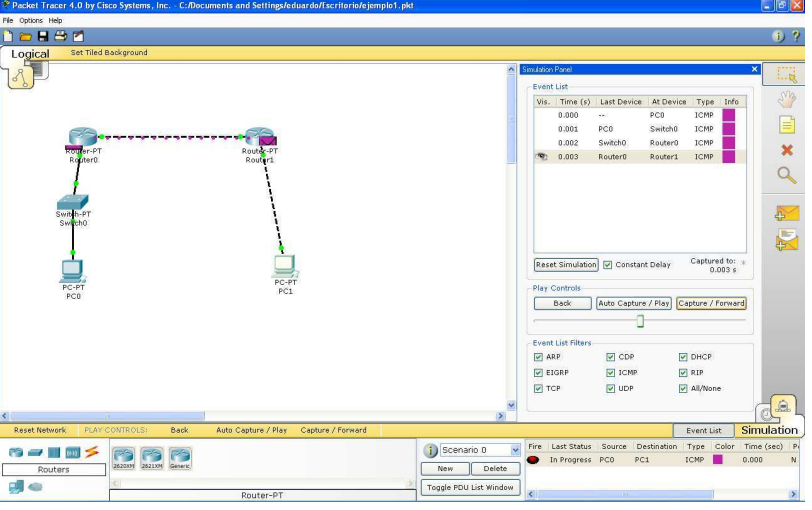 Packet Tracer 4.0 by Cisco Systems, Inc. - C:/Documents and Settings/eduardo/Escritorio/ejemplo1.pkt
File Options Help
Logical Set Tiled Background
Router-PT
Router0
Router-PT
Router1
Switch-PT
Switch0
PC-PT
PC0
PC-PT
PC1
Simulation Panel
Event List
Vis. Time (s) Last Device At Device Type Info
0.000 -- PC0 ICMP
0.001 PC0 Switch0 ICMP
0.002 Switch0 Router0 ICMP
0.003 Router0 Router1 ICMP
Reset Simulation Constant Delay Captured to: *
0.003 s
Play Controls
Back Auto Capture / Play Capture / Forward
Event List Filters
ARP CDP DHCP
EIGRP ICMP RIP
TCP UDP All/None
Reset Network PLAY CONTROLS: Back Auto Capture / Play Capture / Forward Event List Simulation
Routers
2620XM 2621XM Generic
Router-PT
Scenario 0
New Delete
Toggle PDU List Window
Fire Last Status Source Destination Type Color Time (sec) P
In Progress PC0 PC1 ICMP 0.000 N